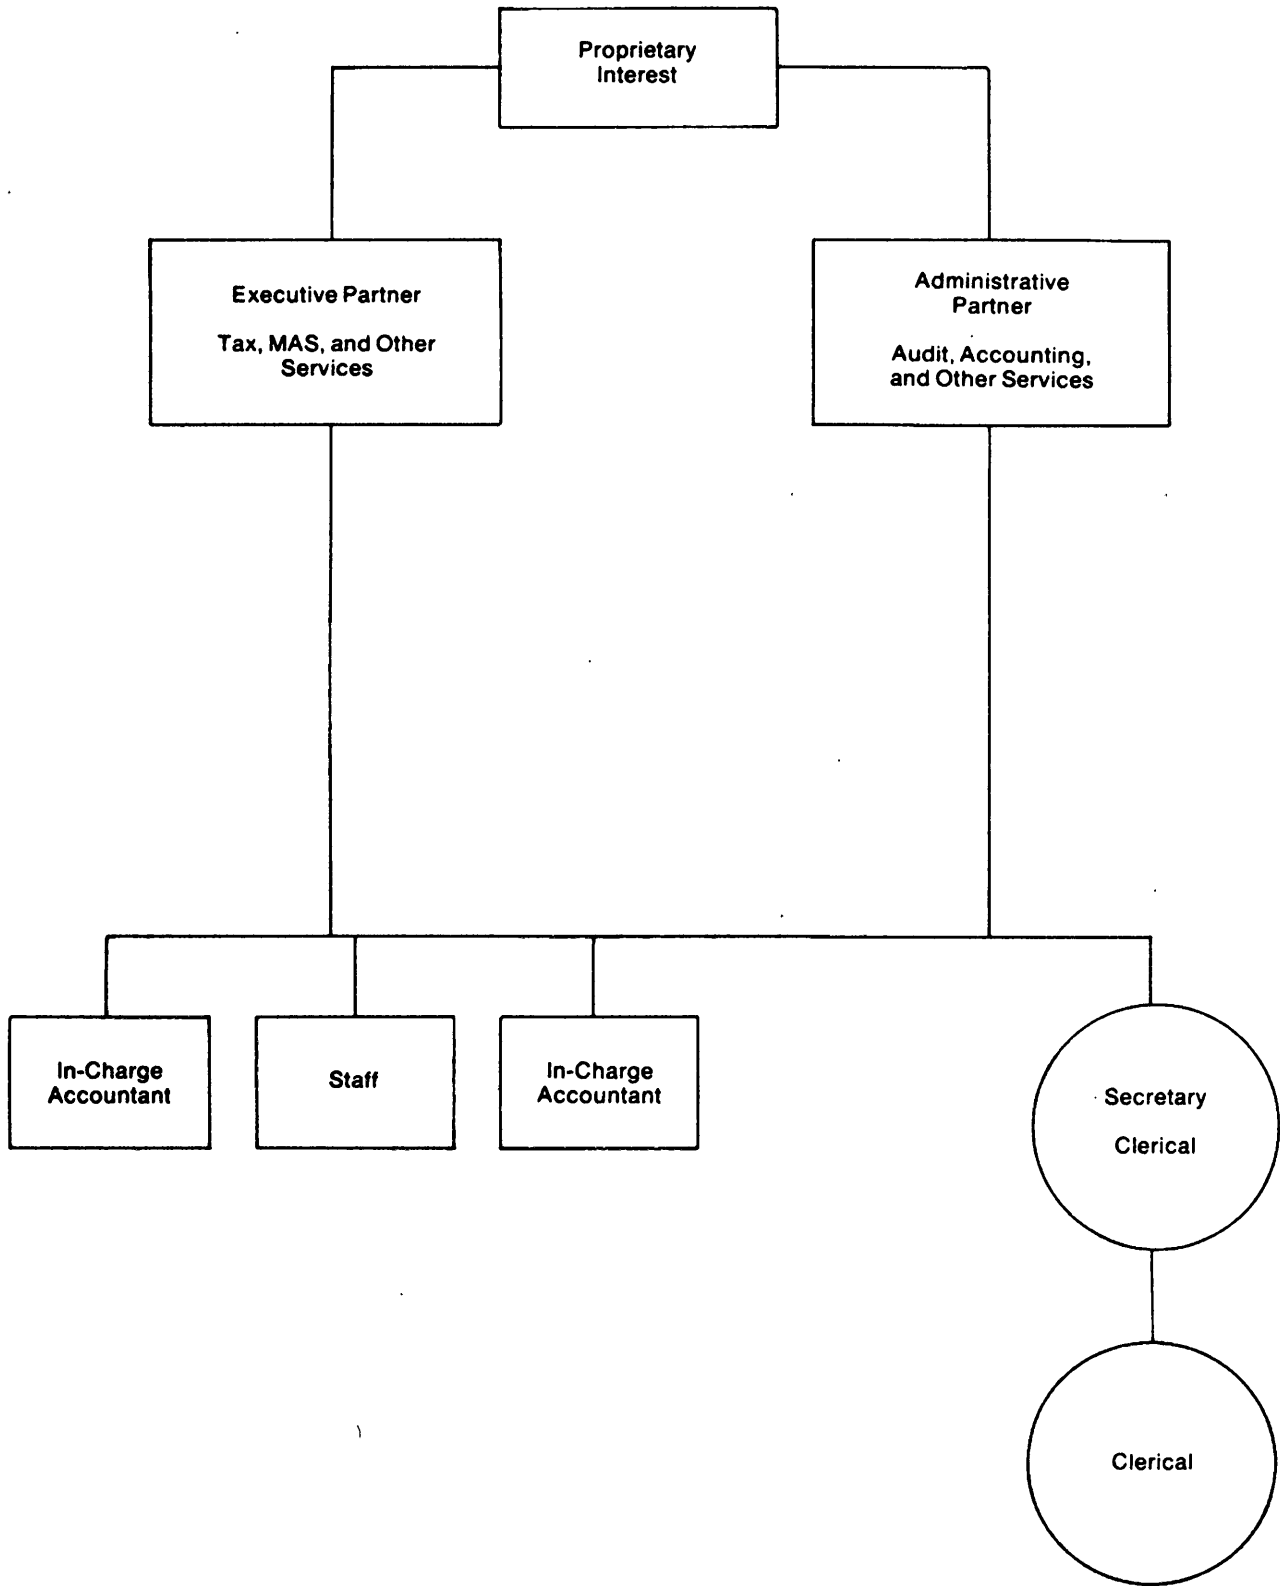 Proprietary
Interest
Executive Partner
Tax, MAS, and Other
Services
Administrative
Partner
Audit, Accounting,
and Other Services
In-Charge
Accountant
Staff
In-Charge
Accountant
Secretary
Clerical
Clerical